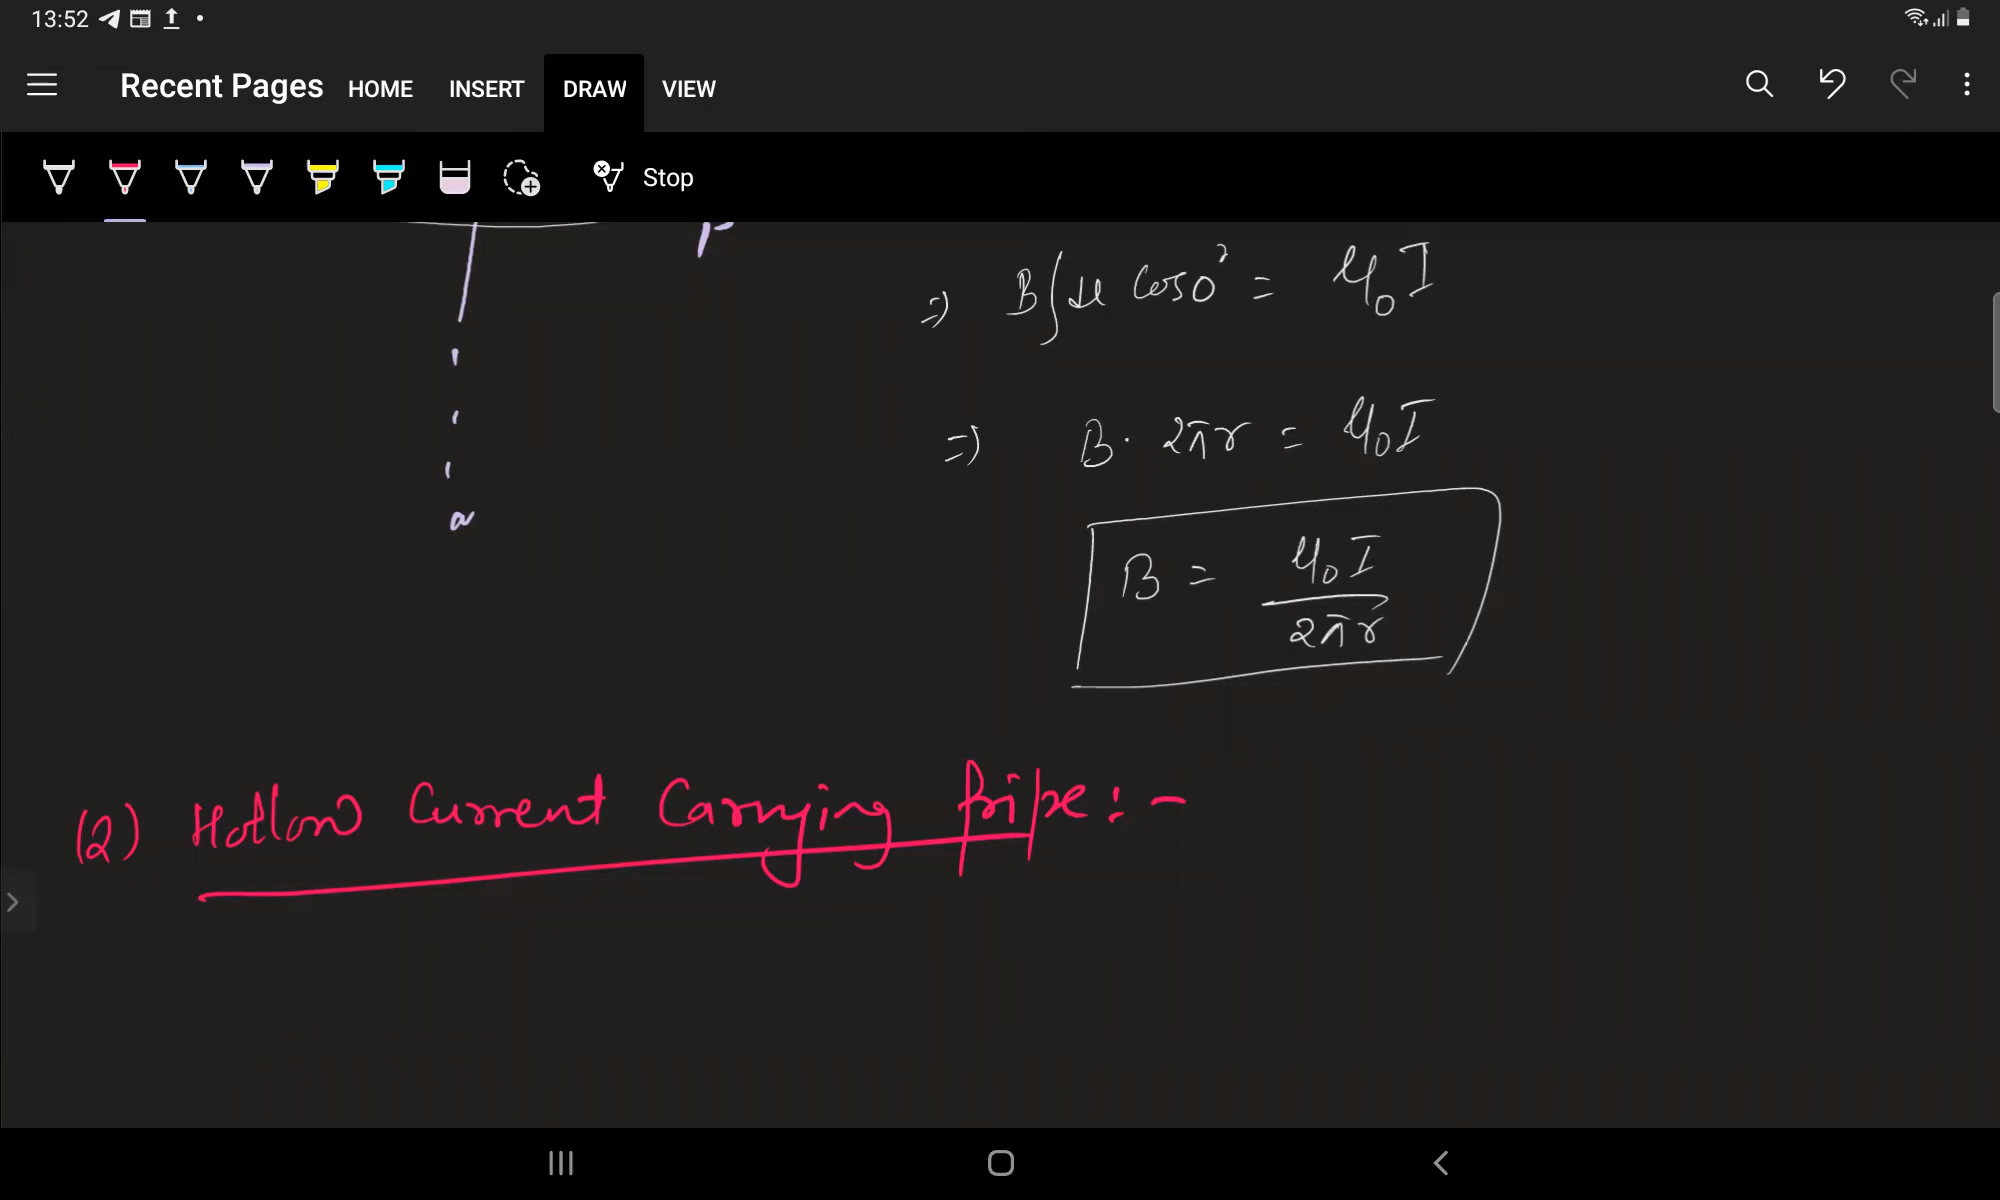 13:52
Recent Pages HOME INSERT DRAW VIEW
Stop
=) B∫dl Cos0° = μ₀I
=) B· 2πr = μ₀I
B = μ₀I / 2πr
(2) Hollow Current Carrying Pripe:-